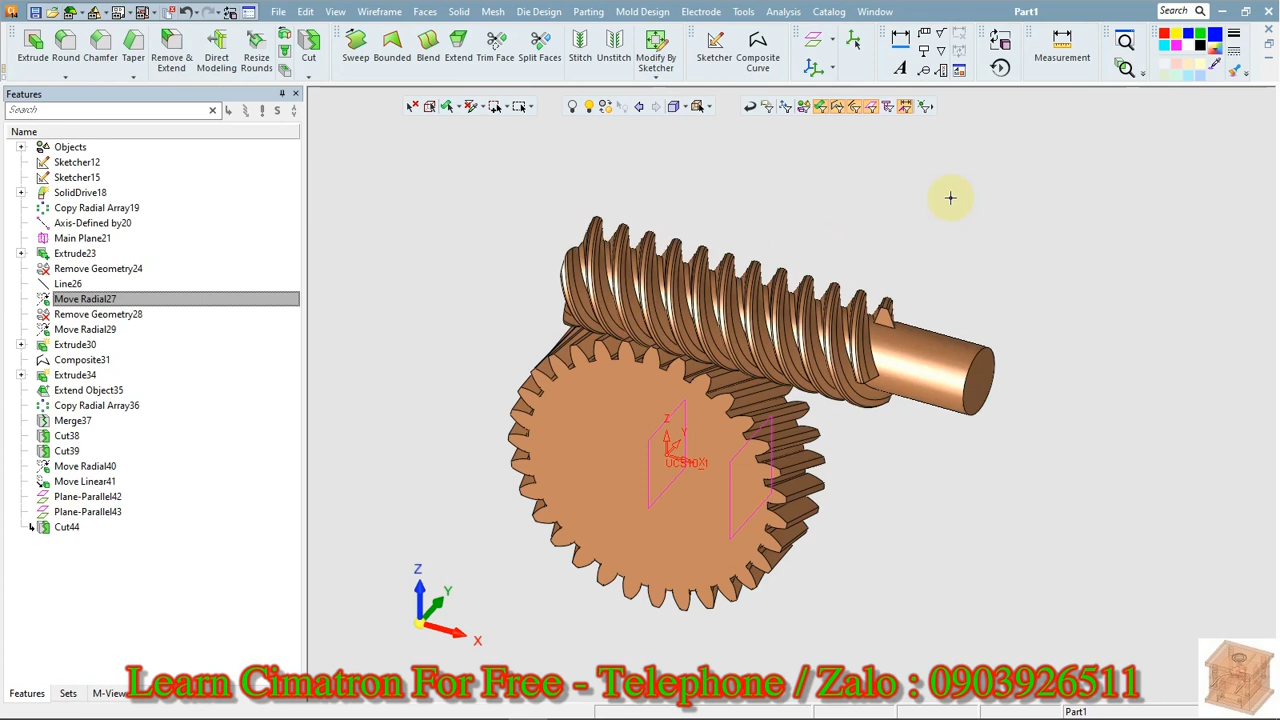 File Edit View Wireframe Faces Solid Mesh Die Design Parting Mold Design Electrode Tools Analysis Catalog Window Part1 Search
Extrude Round Chamfer Taper Remove & Extend Direct Modeling Resize Rounds Cut Sweep Bounded Blend Extend Trim Face Split Faces Stitch Unstitch Modify By Sketcher Sketcher Composite Curve Measurement
Features
Search
Name
Objects
Sketcher12
Sketcher15
SolidDrive18
Copy Radial Array19
Axis-Defined by20
Main Plane21
Extrude23
Remove Geometry24
Line26
Move Radial27
Remove Geometry28
Move Radial29
Extrude30
Composite31
Extrude34
Extend Object35
Copy Radial Array36
Merge37
Cut38
Cut39
Move Radial40
Move Linear41
Plane-Parallel42
Plane-Parallel43
Cut44
Z
Y
X
Z
Y
Features Sets M-View
Learn Cimatron For Free - Telephone / Zalo : 0903926511
Part1